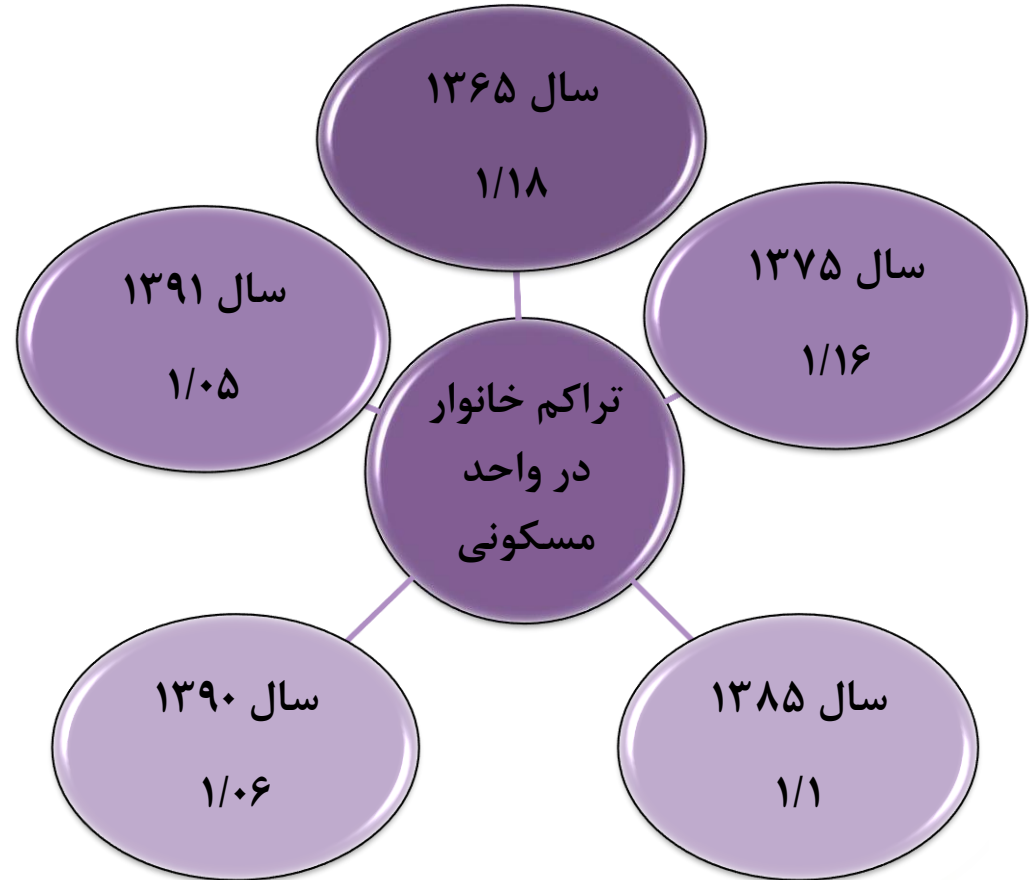 سال ۱۳۶۵
۱/۱۸
سال ۱۳۷۵
۱/۱۶
سال ۱۳۹۱
۱/۰۵
تراکم خانوار
در واحد
مسکونی
سال ۱۳۸۵
۱/۱
سال ۱۳۹۰
۱/۰۶